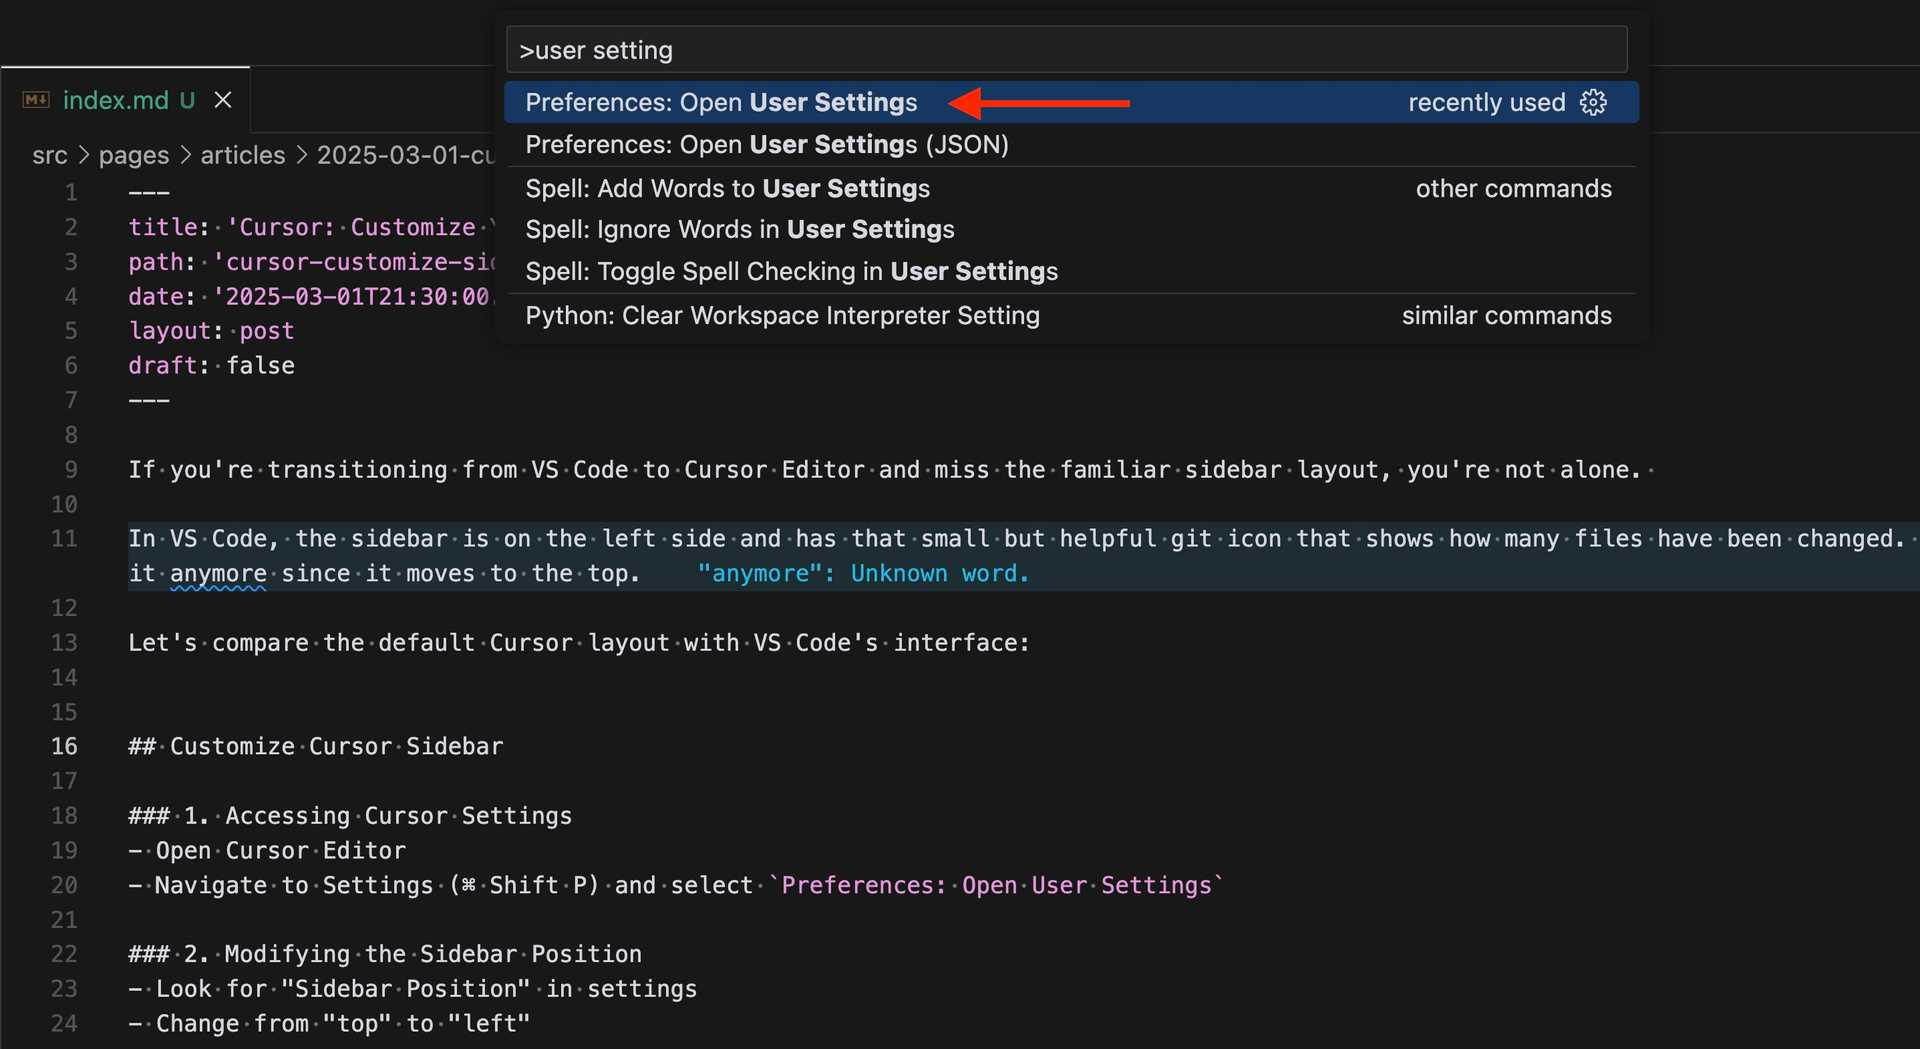 >user setting
Preferences: Open User Settings recently used
Preferences: Open User Settings (JSON)
Spell: Add Words to User Settings other commands
Spell: Ignore Words in User Settings
Spell: Toggle Spell Checking in User Settings
Python: Clear Workspace Interpreter Setting similar commands
index.md U
src > pages > articles > 2025-03-01-cu
1 ---
2 title: 'Cursor: Customize
3 path: 'cursor-customize-sid
4 date: '2025-03-01T21:30:00.
5 layout: post
6 draft: false
7 ---
8
9 If you're transitioning from VS Code to Cursor Editor and miss the familiar sidebar layout, you're not alone.
10
11 In VS Code, the sidebar is on the left side and has that small but helpful git icon that shows how many files have been changed.
it anymore since it moves to the top. "anymore": Unknown word.
12
13 Let's compare the default Cursor layout with VS Code's interface:
14
15
16 ## Customize Cursor Sidebar
17
18 ### 1. Accessing Cursor Settings
19 - Open Cursor Editor
20 - Navigate to Settings (⌘ Shift P) and select `Preferences: Open User Settings`
21
22 ### 2. Modifying the Sidebar Position
23 - Look for "Sidebar Position" in settings
24 - Change from "top" to "left"